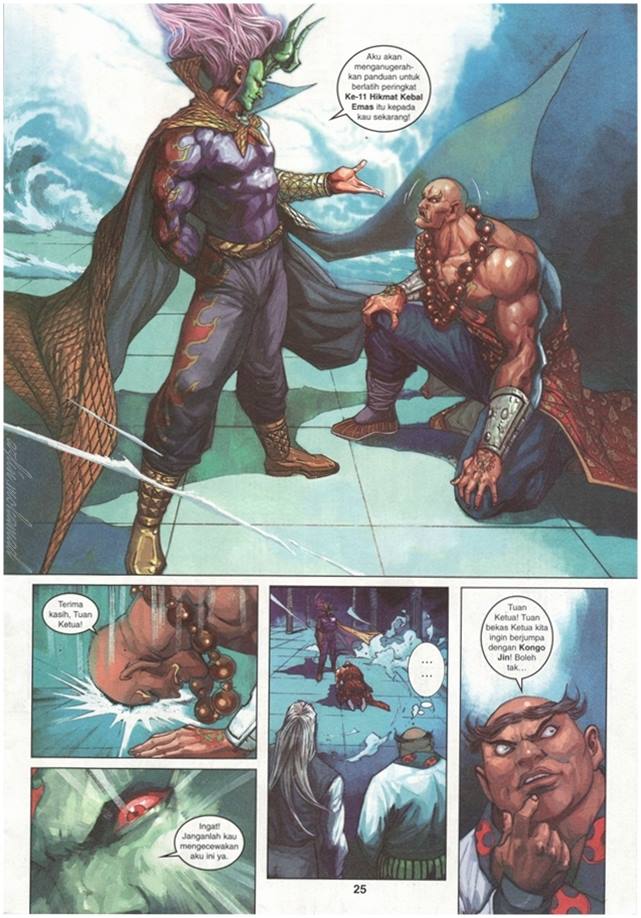 Aku akan
menganugerah-
kan panduan untuk
berlatih peringkat
Ke-11 Hikmat Kebal
Emas itu kepada
kau sekarang!
Terima
kasih, Tuan
Ketua!
Ingat!
Janganlah kau
mengecewakan
aku ini ya.
...
...
Tuan
Ketua! Tuan
bekas Ketua kita
ingin berjumpa
dengan Kongo
Jin! Boleh
tak...
25